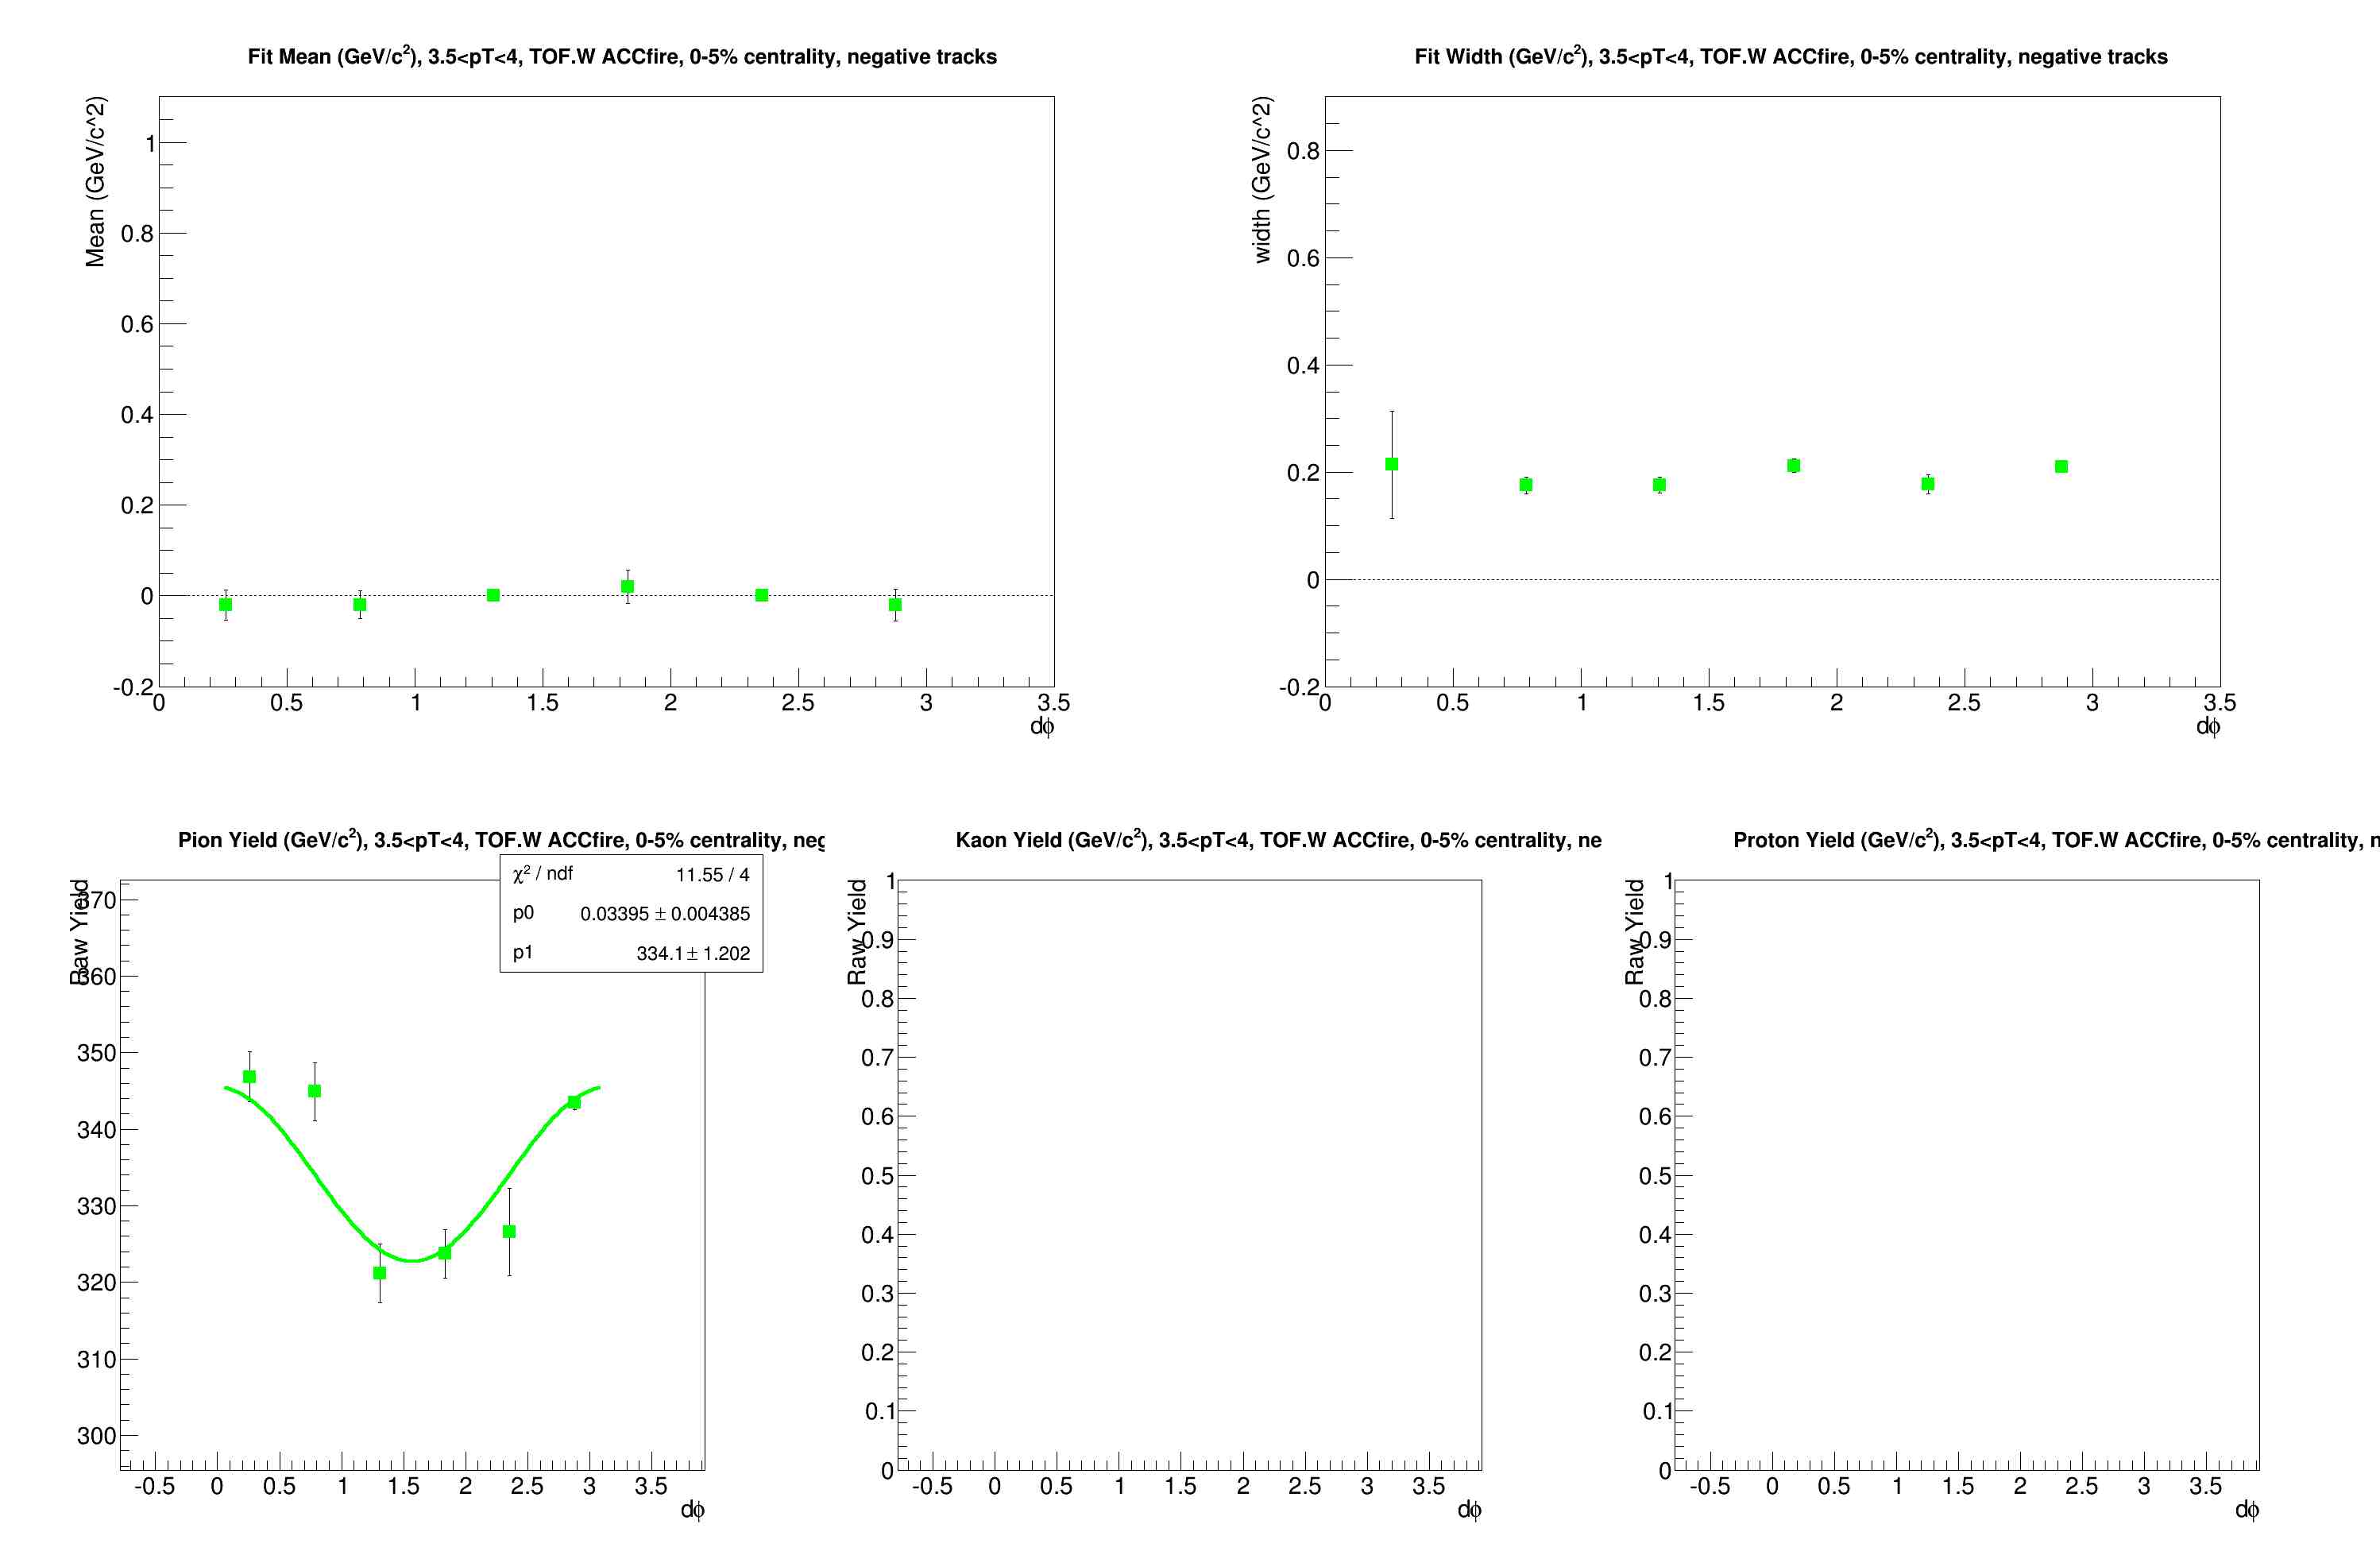 Fit Mean (GeV/c²), 3.5<pT<4, TOF.W ACCfire, 0-5% centrality, negative tracks
Mean (GeV/c^2)
1
0.8
0.6
0.4
0.2
0
-0.2
0 0.5 1 1.5 2 2.5 3 3.5
dϕ
Fit Width (GeV/c²), 3.5<pT<4, TOF.W ACCfire, 0-5% centrality, negative tracks
width (GeV/c^2)
0.8
0.6
0.4
0.2
0
-0.2
0 0.5 1 1.5 2 2.5 3 3.5
dϕ
Pion Yield (GeV/c²), 3.5<pT<4, TOF.W ACCfire, 0-5% centrality, neg
Raw Yield
χ² / ndf 11.55 / 4
p0 0.03395 ± 0.004385
p1 334.1 ± 1.202
370
360
350
340
330
320
310
300
-0.5 0 0.5 1 1.5 2 2.5 3 3.5
dϕ
Kaon Yield (GeV/c²), 3.5<pT<4, TOF.W ACCfire, 0-5% centrality, ne
Raw Yield
1
0.9
0.8
0.7
0.6
0.5
0.4
0.3
0.2
0.1
0
-0.5 0 0.5 1 1.5 2 2.5 3 3.5
dϕ
Proton Yield (GeV/c²), 3.5<pT<4, TOF.W ACCfire, 0-5% centrality, n
Raw Yield
1
0.9
0.8
0.7
0.6
0.5
0.4
0.3
0.2
0.1
0
-0.5 0 0.5 1 1.5 2 2.5 3 3.5
dϕ